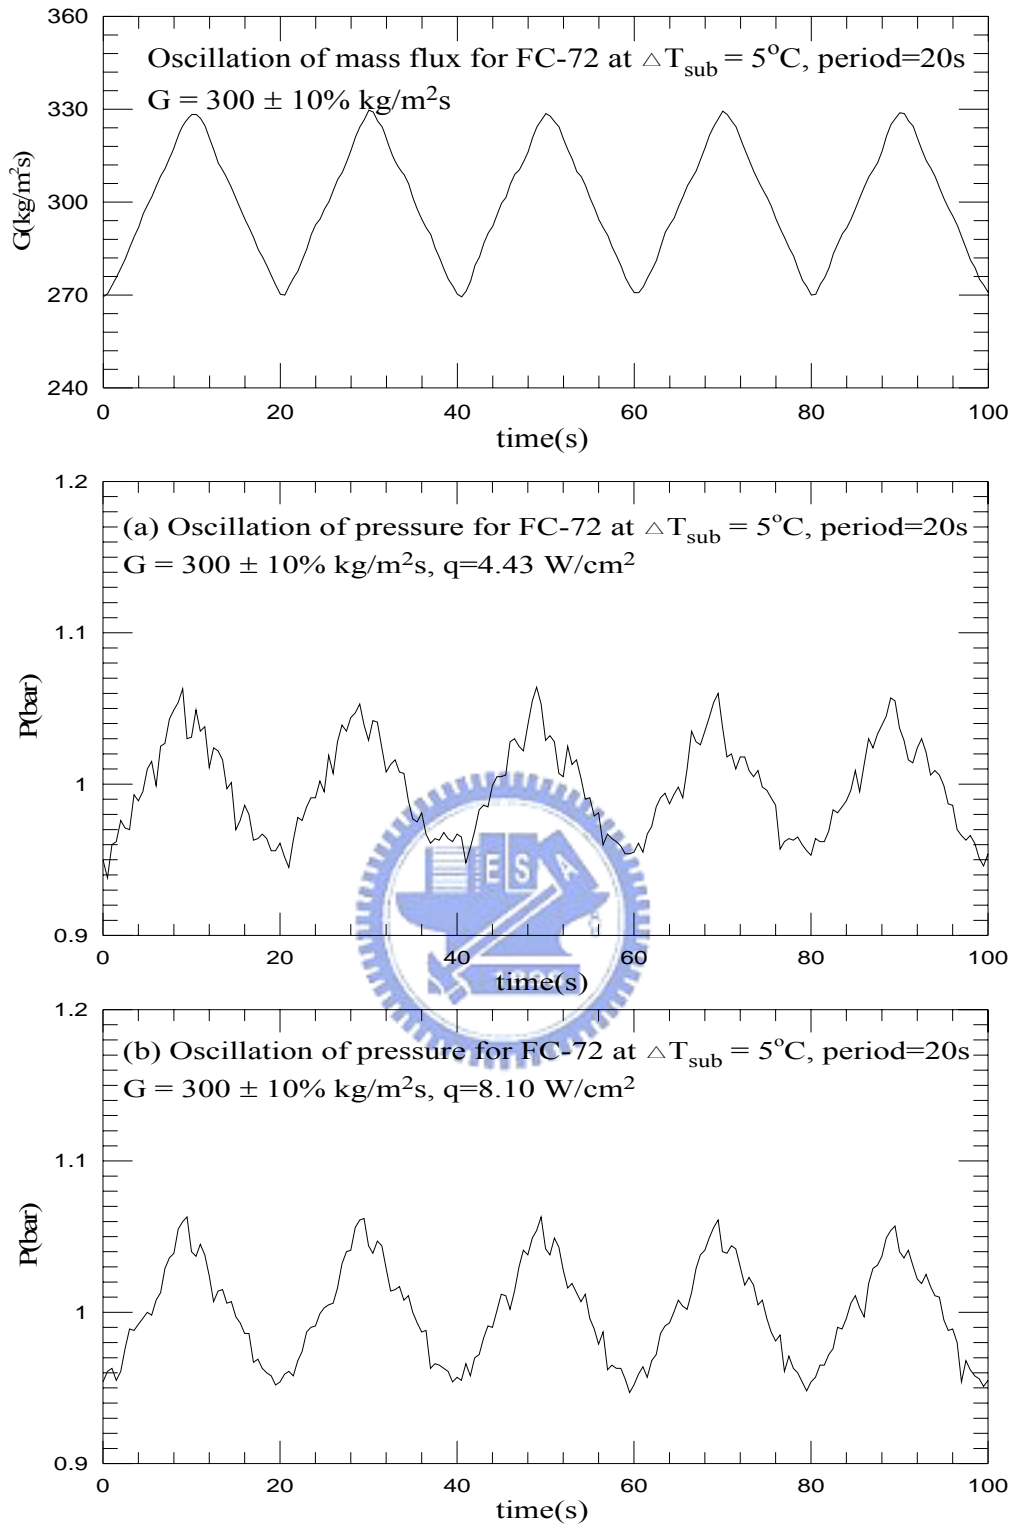 360
Oscillation of mass flux for FC-72 at △T_sub = 5°C, period=20s
G = 300 ± 10% kg/m²s
330
300
270
240
G(kg/m²s)
0 20 40 60 80 100
time(s)
1.2
(a) Oscillation of pressure for FC-72 at △T_sub = 5°C, period=20s
G = 300 ± 10% kg/m²s, q=4.43 W/cm²
1.1
1
0.9
P(bar)
E S A
1896
0 20 40 60 80 100
time(s)
1.2
(b) Oscillation of pressure for FC-72 at △T_sub = 5°C, period=20s
G = 300 ± 10% kg/m²s, q=8.10 W/cm²
1.1
1
0.9
P(bar)
0 20 40 60 80 100
time(s)